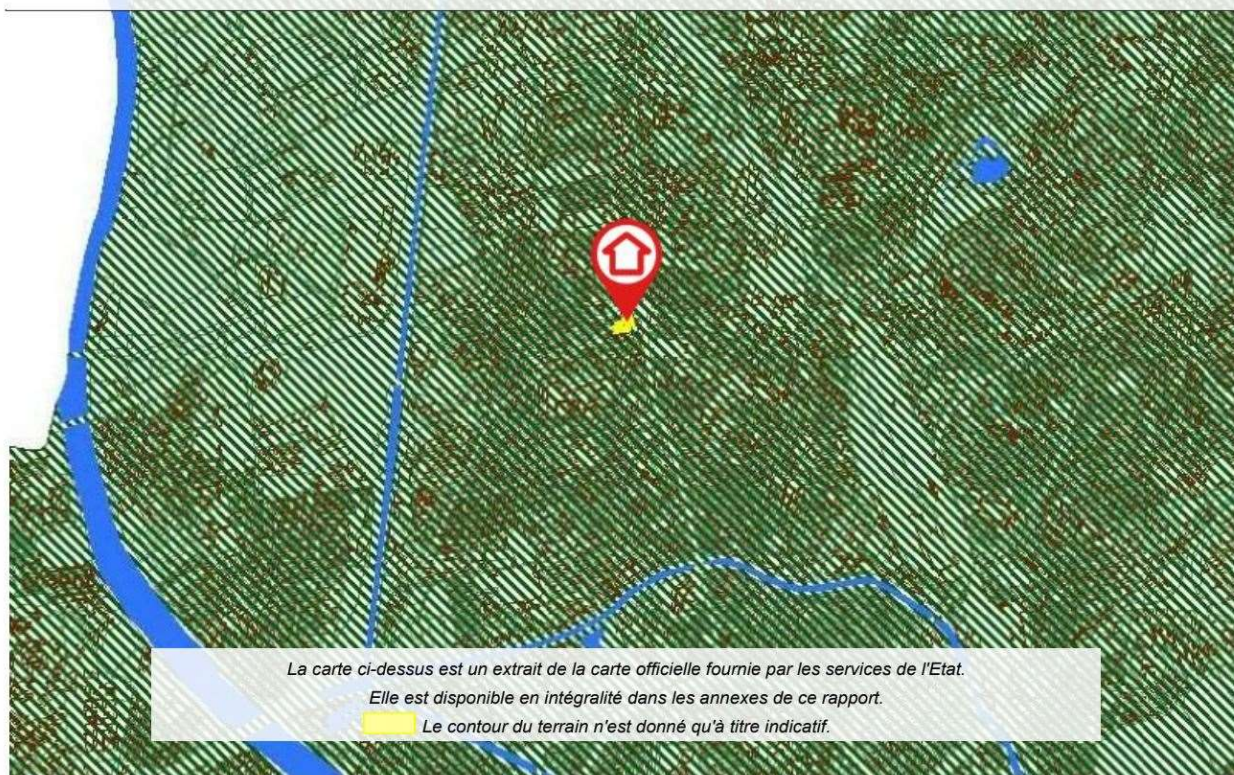 La carte ci-dessus est un extrait de la carte officielle fournie par les services de l'Etat.
Elle est disponible en intégralité dans les annexes de ce rapport.
Le contour du terrain n'est donné qu'à titre indicatif.